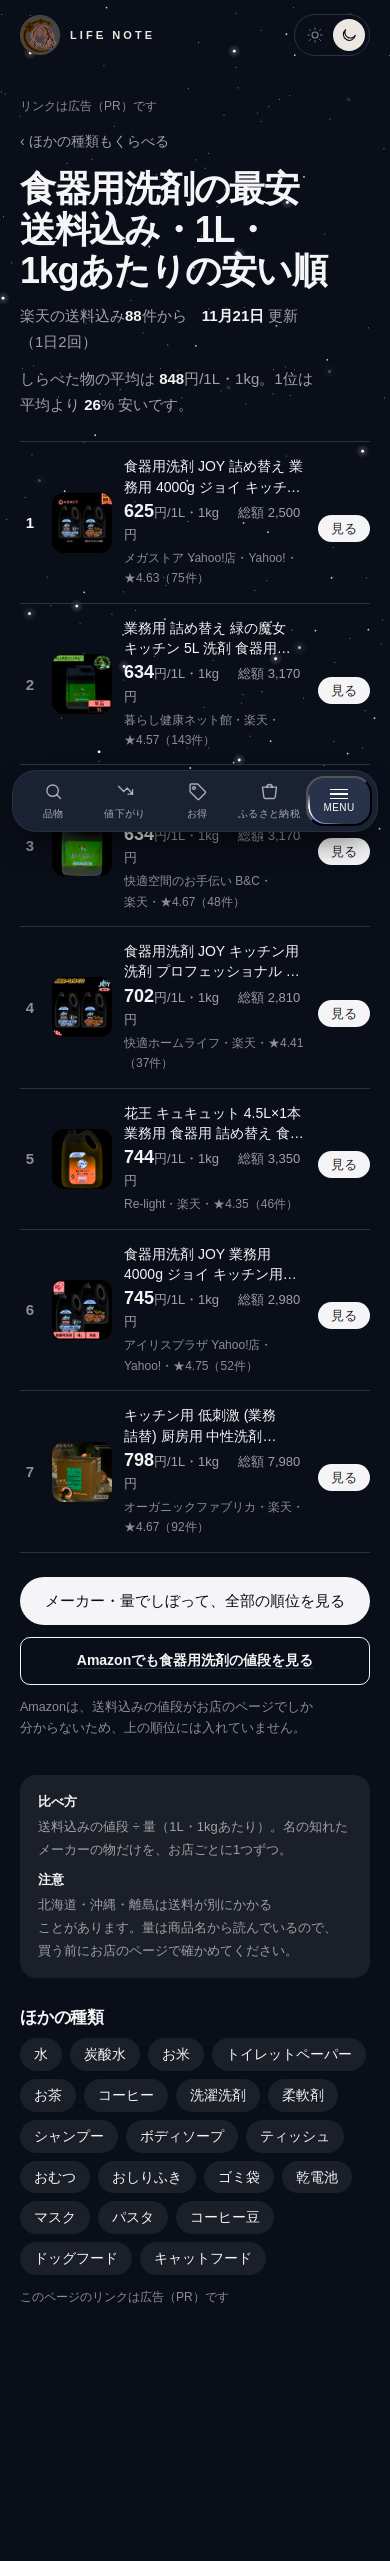 LIFE NOTE
リンクは広告（PR）です
‹ ほかの種類もくらべる
食器用洗剤の最安
送料込み・1L・
1kgあたりの安い順
楽天の送料込み88件から　11月21日 更新
（1日2回）
しらべた物の平均は 848円/1L・1kg。1位は
平均より 26% 安いです。
1
食器用洗剤 JOY 詰め替え 業
務用 4000g ジョイ キッチ…
625円/1L・1kg　総額 2,500
円
メガストア Yahoo!店・Yahoo!・
★4.63（75件）
見る
2
業務用 詰め替え 緑の魔女
キッチン 5L 洗剤 食器用…
634円/1L・1kg　総額 3,170
円
暮らし健康ネット館・楽天・
★4.57（143件）
見る
品物
値下がり
お得
ふるさと納税
MENU
3
634円/1L・1kg　総額 3,170
円
快適空間のお手伝い B&C・
楽天・★4.67（48件）
見る
4
食器用洗剤 JOY キッチン用
洗剤 プロフェッショナル …
702円/1L・1kg　総額 2,810
円
快適ホームライフ・楽天・★4.41
（37件）
見る
5
花王 キュキュット 4.5L×1本
業務用 食器用 詰め替え 食…
744円/1L・1kg　総額 3,350
円
Re-light・楽天・★4.35（46件）
見る
6
食器用洗剤 JOY 業務用
4000g ジョイ キッチン用…
745円/1L・1kg　総額 2,980
円
アイリスプラザ Yahoo!店・
Yahoo!・★4.75（52件）
見る
7
キッチン用 低刺激 (業務
詰替) 厨房用 中性洗剤…
798円/1L・1kg　総額 7,980
円
オーガニックファブリカ・楽天・
★4.67（92件）
見る
メーカー・量でしぼって、全部の順位を見る
Amazonでも食器用洗剤の値段を見る
Amazonは、送料込みの値段がお店のページでしか
分からないため、上の順位には入れていません。
比べ方
送料込みの値段 ÷ 量（1L・1kgあたり）。名の知れた
メーカーの物だけを、お店ごとに1つずつ。
注意
北海道・沖縄・離島は送料が別にかかる
ことがあります。量は商品名から読んでいるので、
買う前にお店のページで確かめてください。
ほかの種類
水　炭酸水　お米　トイレットペーパー
お茶　コーヒー　洗濯洗剤　柔軟剤
シャンプー　ボディソープ　ティッシュ
おむつ　おしりふき　ゴミ袋　乾電池
マスク　パスタ　コーヒー豆
ドッグフード　キャットフード
このページのリンクは広告（PR）です